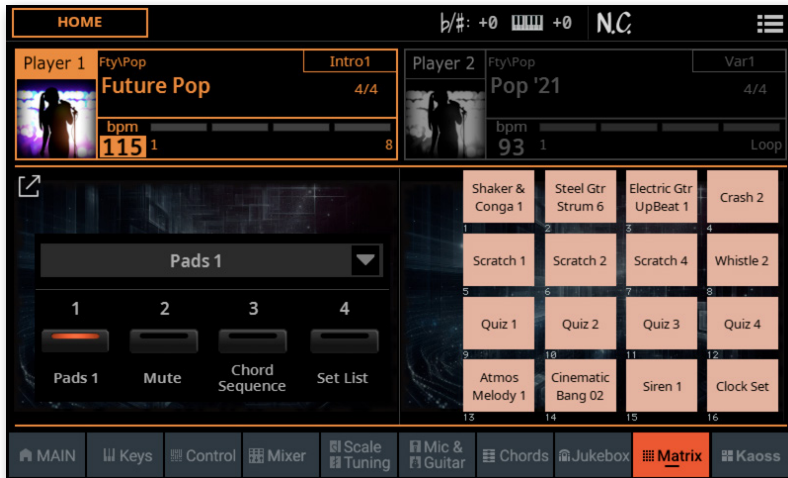 HOME
♭/♯: +0 +0 N.C.
Player 1
Fty\Pop
Intro1
Future Pop
4/4
bpm
115
1
8
Player 2
Fty\Pop
Var1
Pop '21
4/4
bpm
93
1
Loop
Pads 1
1 2 3 4
Pads 1
Mute
Chord
Sequence
Set List
Shaker &
Conga 1
1
Steel Gtr
Strum 6
2
Electric Gtr
UpBeat 1
3
Crash 2
4
Scratch 1
5
Scratch 2
6
Scratch 4
7
Whistle 2
8
Quiz 1
9
Quiz 2
10
Quiz 3
11
Quiz 4
12
Atmos
Melody 1
13
Cinematic
Bang 02
14
Siren 1
15
Clock Set
16
MAIN
Keys
Control
Mixer
Scale
Tuning
Mic &
Guitar
Chords
Jukebox
Matrix
Kaoss